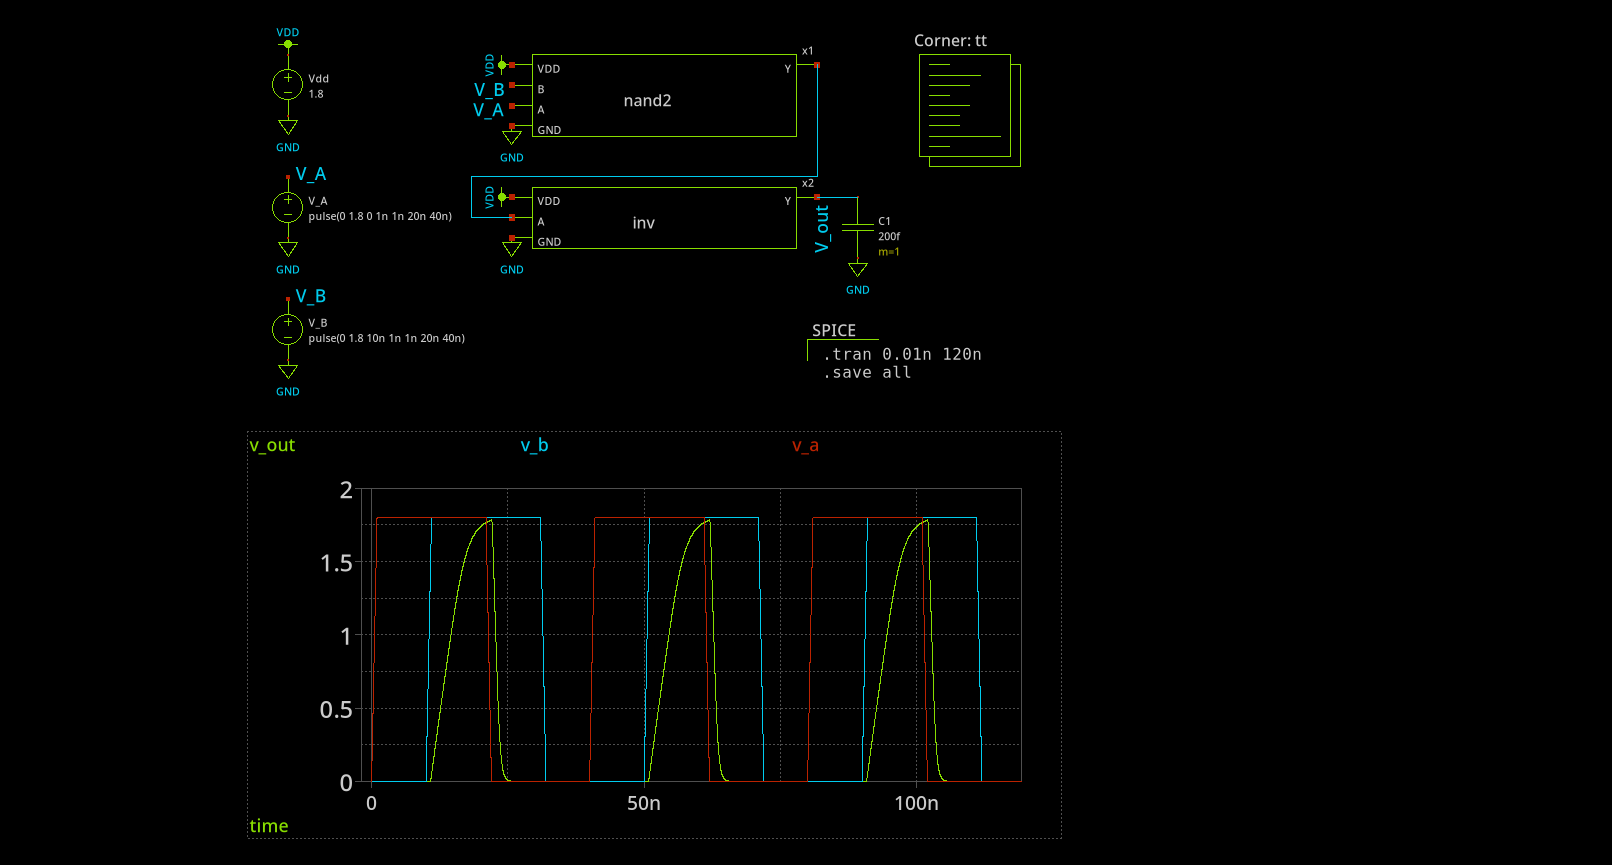 VDD
Vdd
1.8
GND
V_A
V_A
pulse(0 1.8 0 1n 1n 20n 40n)
GND
V_B
V_B
pulse(0 1.8 10n 1n 1n 20n 40n)
GND
x1
VDD
VDD
Y
V_B
B
nand2
V_A
A
GND
GND
x2
VDD
VDD
Y
A
inv
GND
GND
V_out
C1
200f
m=1
GND
Corner: tt
SPICE
.tran 0.01n 120n
.save all
v_out v_b v_a
2
1.5
1
0.5
0
0 50n 100n
time